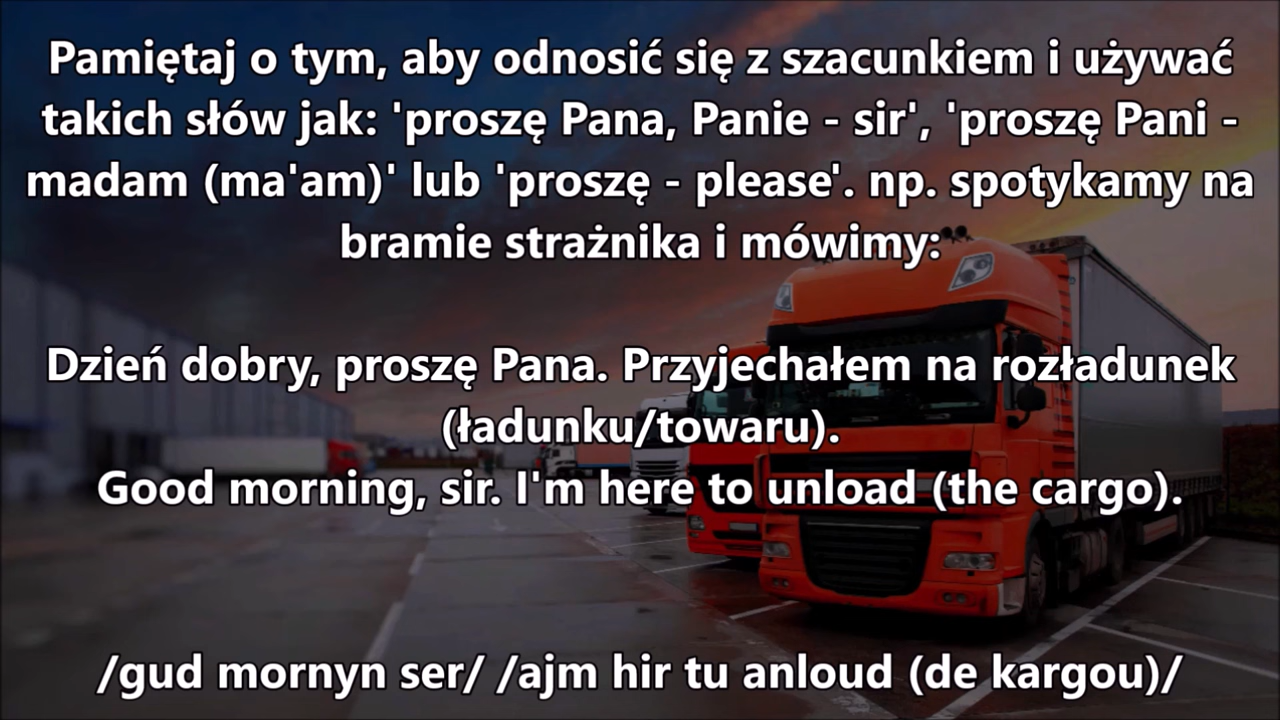 Pamiętaj o tym, aby odnosić się z szacunkiem i używać
takich słów jak: 'proszę Pana, Panie - sir', 'proszę Pani -
madam (ma'am)' lub 'proszę - please'. np. spotykamy na
bramie strażnika i mówimy:
Dzień dobry, proszę Pana. Przyjechałem na rozładunek
(ładunku/towaru).
Good morning, sir. I'm here to unload (the cargo).
/gud mornyn ser/ /ajm hir tu anloud (de kargou)/